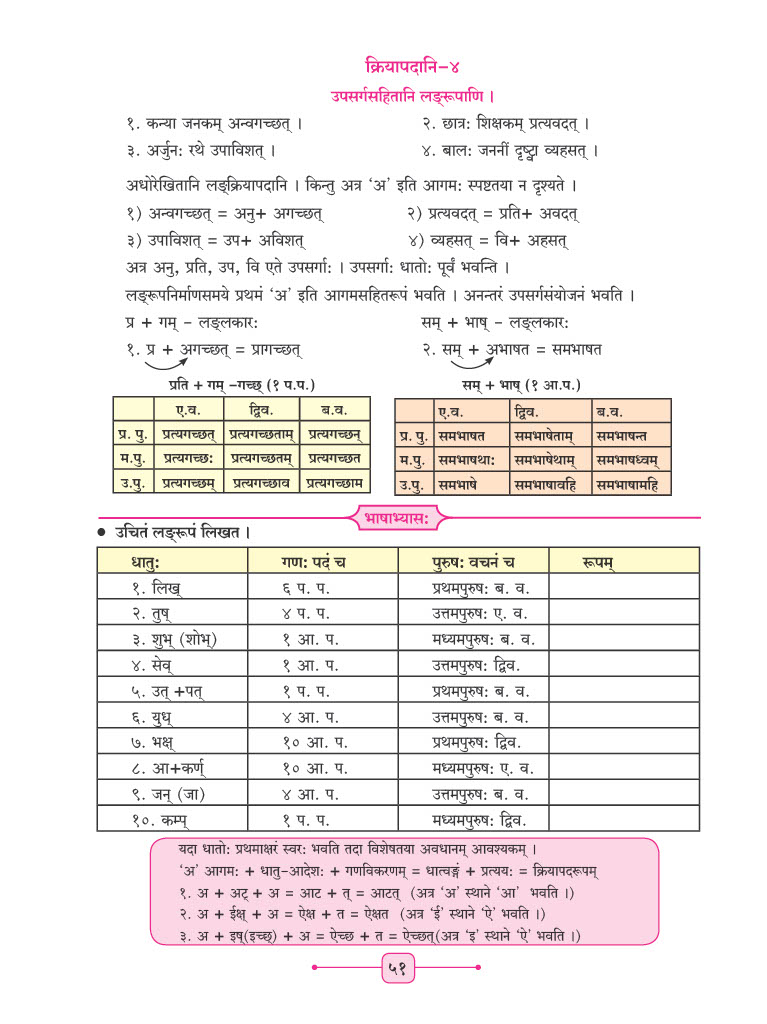 क्रियापदानि-४
उपसर्गसहितानि लङ्रूपाणि ।
१. कन्या जनकम् अन्वगच्छत् । २. छात्र: शिक्षकम् प्रत्यवदत् ।
३. अर्जुन: रथे उपाविशत् । ४. बाल: जननीं दृष्ट्वा व्यहसत् ।
अधोरेखितानि लङ्क्रियापदानि । किन्तु अत्र ‘अ’ इति आगम: स्पष्टतया न दृश्यते ।
१) अन्वगच्छत् = अनु+ अगच्छत् २) प्रत्यवदत् = प्रति+ अवदत्
३) उपाविशत् = उप+ अविशत् ४) व्यहसत् = वि+ अहसत्
अत्र अनु, प्रति, उप, वि एते उपसर्गा: । उपसर्गा: धातो: पूर्वं भवन्ति ।
लङ्रूपनिर्माणसमये प्रथमं ‘अ’ इति आगमसहितरूपं भवति । अनन्तरं उपसर्गसंयोजनं भवति ।
प्र + गम् - लङ्लकार: सम् + भाष् - लङ्लकार:
१. प्र + अगच्छत् = प्रागच्छत् २. सम् + अभाषत = समभाषत
प्रति + गम् -गच्छ् (१ प.प.) सम् + भाष् (१ आ.प.)
ए.व. द्विव. ब.व.
प्र. पु. प्रत्यगच्छत् प्रत्यगच्छताम् प्रत्यगच्छन्
म.पु. प्रत्यगच्छ: प्रत्यगच्छतम् प्रत्यगच्छत
उ.पु. प्रत्यगच्छम् प्रत्यगच्छाव प्रत्यगच्छाम
ए.व. द्विव. ब.व.
प्र. पु. समभाषत समभाषेताम् समभाषन्त
म.पु. समभाषथा: समभाषेथाम् समभाषध्वम्
उ.पु. समभाषे समभाषावहि समभाषामहि
भाषाभ्यास:
• उचितं लङ्रूपं लिखत ।
धातु: गण: पदं च पुरुष: वचनं च रूपम्
१. लिख् ६ प. प. प्रथमपुरुष: ब. व.
२. तुष् ४ प. प. उत्तमपुरुष: ए. व.
३. शुभ् (शोभ्) १ आ. प. मध्यमपुरुष: ब. व.
४. सेव् १ आ. प. उत्तमपुरुष: द्विव.
५. उत् +पत् १ प. प. प्रथमपुरुष: ब. व.
६. युध् ४ आ. प. उत्तमपुरुष: ब. व.
७. भक्ष् १० आ. प. प्रथमपुरुष: द्विव.
८. आ+कर्ण् १० आ. प. मध्यमपुरुष: ए. व.
९. जन् (जा) ४ आ. प. उत्तमपुरुष: ब. व.
१०. कम्प् १ प. प. मध्यमपुरुष: द्विव.
यदा धातो: प्रथमाक्षरं स्वर: भवति तदा विशेषतया अवधानम् आवश्यकम् ।
‘अ’ आगम: + धातु-आदेश: + गणविकरणम् = धात्वङ्गं + प्रत्यय: = क्रियापदरूपम्
१. अ + अट् + अ = आट + त् = आटत् (अत्र ‘अ’ स्थाने ‘आ’ भवति ।)
२. अ + ईक्ष् + अ = ऐक्ष + त = ऐक्षत (अत्र ‘ई’ स्थाने ‘ऐ’ भवति ।)
३. अ + इष्(इच्छ्) + अ = ऐच्छ + त = ऐच्छत्(अत्र ‘इ’ स्थाने ‘ऐ’ भवति ।)
५१